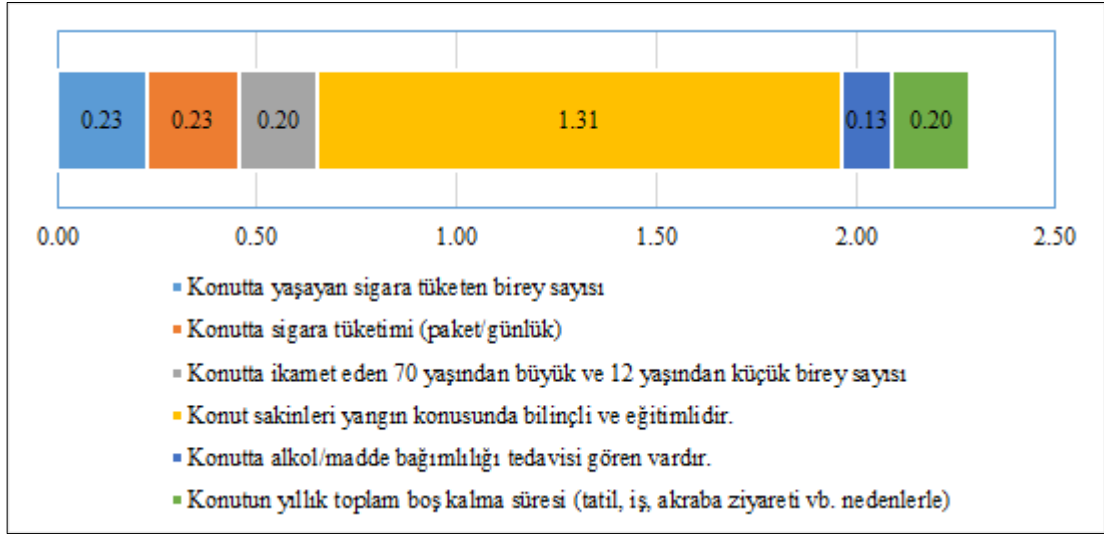 0.23 0.23 0.20 1.31 0.13 0.20
0.00 0.50 1.00 1.50 2.00 2.50
Konutta yaşayan sigara tüketen birey sayısı
Konutta sigara tüketimi (paket/günlük)
Konutta ikamet eden 70 yaşından büyük ve 12 yaşından küçük birey sayısı
Konut sakinleri yangın konusunda bilinçli ve eğitimlidir.
Konutta alkol/madde bağımlılığı tedavisi gören vardır.
Konutun yıllık toplam boş kalma süresi (tatil, iş, akraba ziyareti vb. nedenlerle)